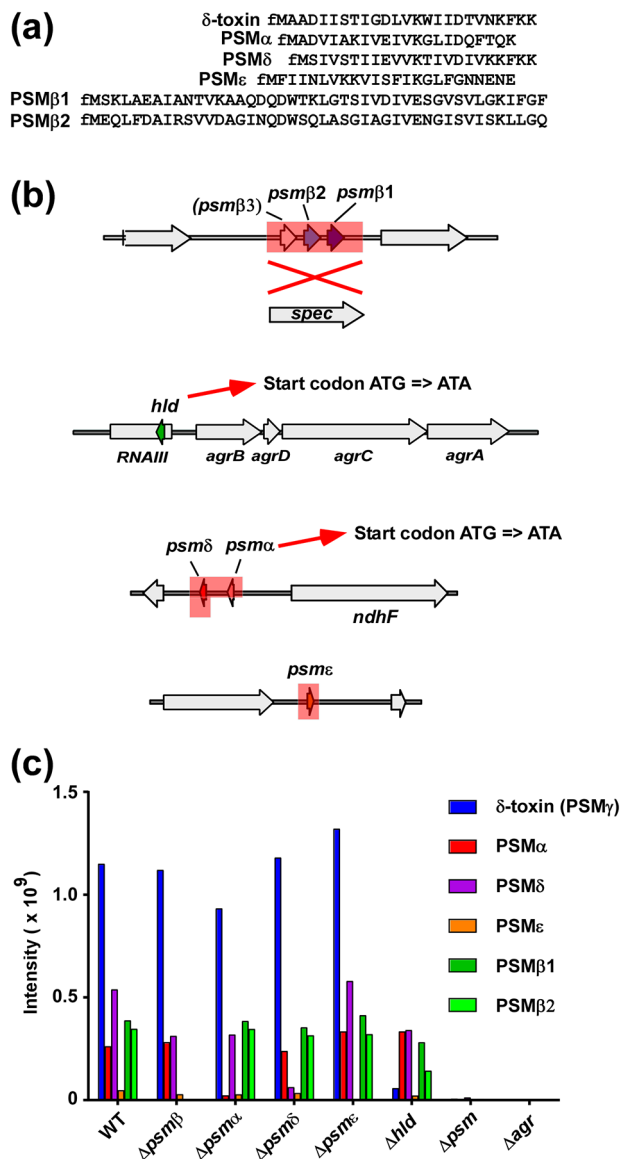 (a)
δ-toxin fMAADIISTIGDLVKWIIDTVNKFKK
PSMα fMADVIAKIVEIVKGLIDQFTQK
PSMδ fMSIVSTIIEVVKTIVDIVKKFKK
PSMε fMFIINLVKKVISFIKGLFGNNENE
PSMβ1 fMSKLAEAIANTVKAAQDQDWTKLGTSIVDIVESGVSVLGKIFGF
PSMβ2 fMEQLFDAIRSVVDAGINQDWSQLASGIAGIVENGISVISKLLGQ
(b)
(psmβ3) psmβ2 psmβ1
spec
hld Start codon ATG => ATA
RNAIII agrB agrD agrC agrA
psmδ psmα Start codon ATG => ATA
ndhF
psmε
(c)
Intensity ( x 10⁹)
1.5
1.0
0.5
0.0
δ-toxin (PSMγ)
PSMα
PSMδ
PSMε
PSMβ1
PSMβ2
WT Δpsmβ Δpsmα Δpsmδ Δpsmε Δhld Δpsm Δagr